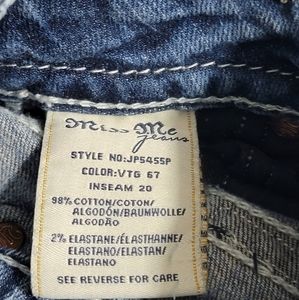 Miss Me
jeans
STYLE NO:JP5455P
COLOR:VTG 67
INSEAM 20
98% COTTON/COTON/
ALGODÓN/BAUMWOLLE/
ALGODÃO
2% ELASTANE/ÉLASTHANNE/
ELASTANO/ELASTAN/
ELASTANO
SEE REVERSE FOR CARE